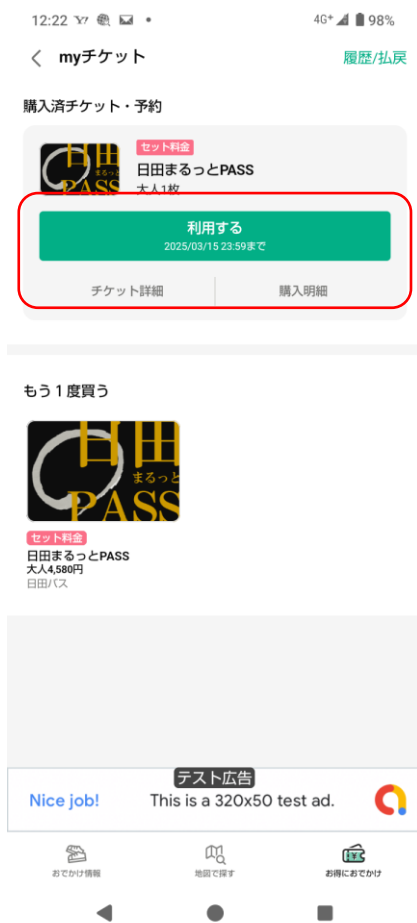 12:22
4G+ 98%
myチケット
履歴/払戻
購入済チケット・予約
日田
まるっと
PASS
セット料金
日田まるっとPASS
大人1枚
利用する
2025/03/15 23:59まで
チケット詳細
購入明細
もう1度買う
日田
まるっと
PASS
セット料金
日田まるっとPASS
大人4,580円
日田バス
テスト広告
Nice job!
This is a 320x50 test ad.
おでかけ情報
地図で探す
お得におでかけ